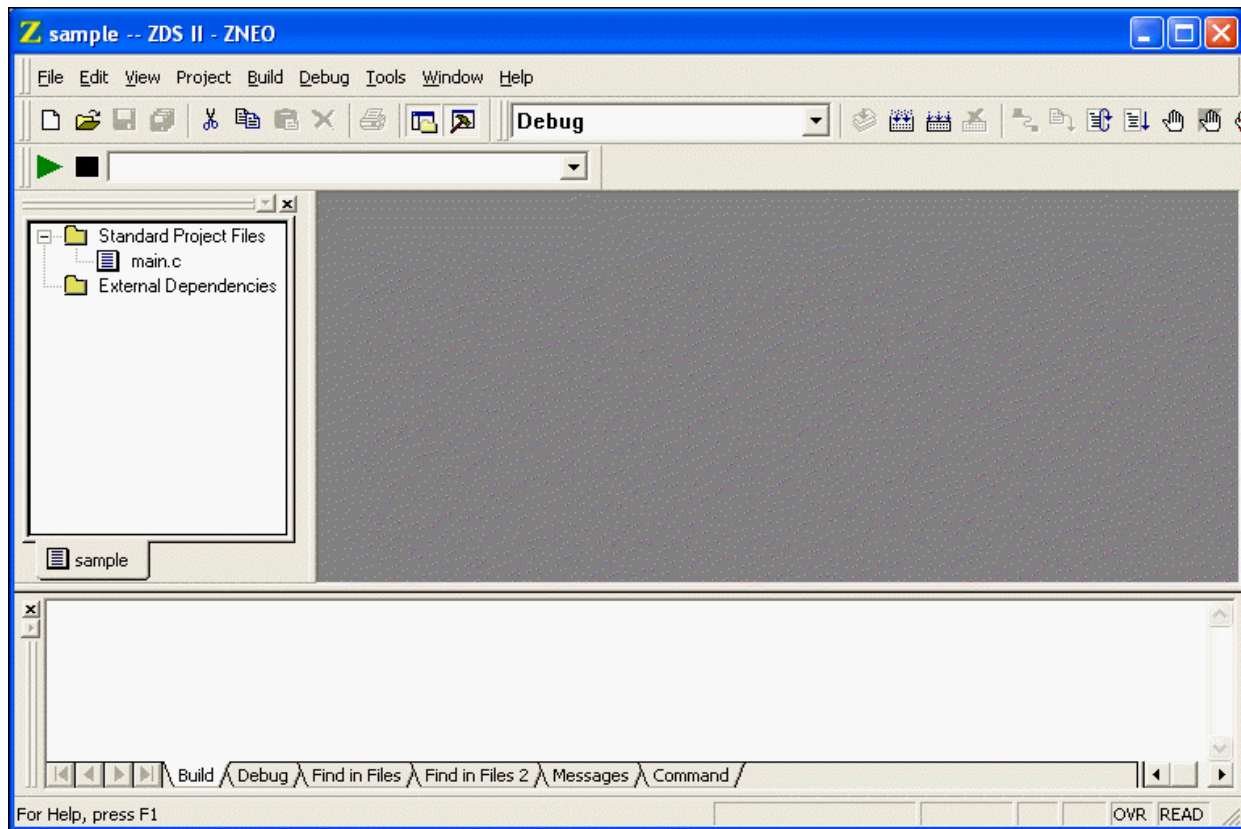 sample -- ZDS II - ZNEO
File Edit View Project Build Debug Tools Window Help
Debug
Standard Project Files
main.c
External Dependencies
sample
Build Debug Find in Files Find in Files 2 Messages Command
For Help, press F1 OVR READ